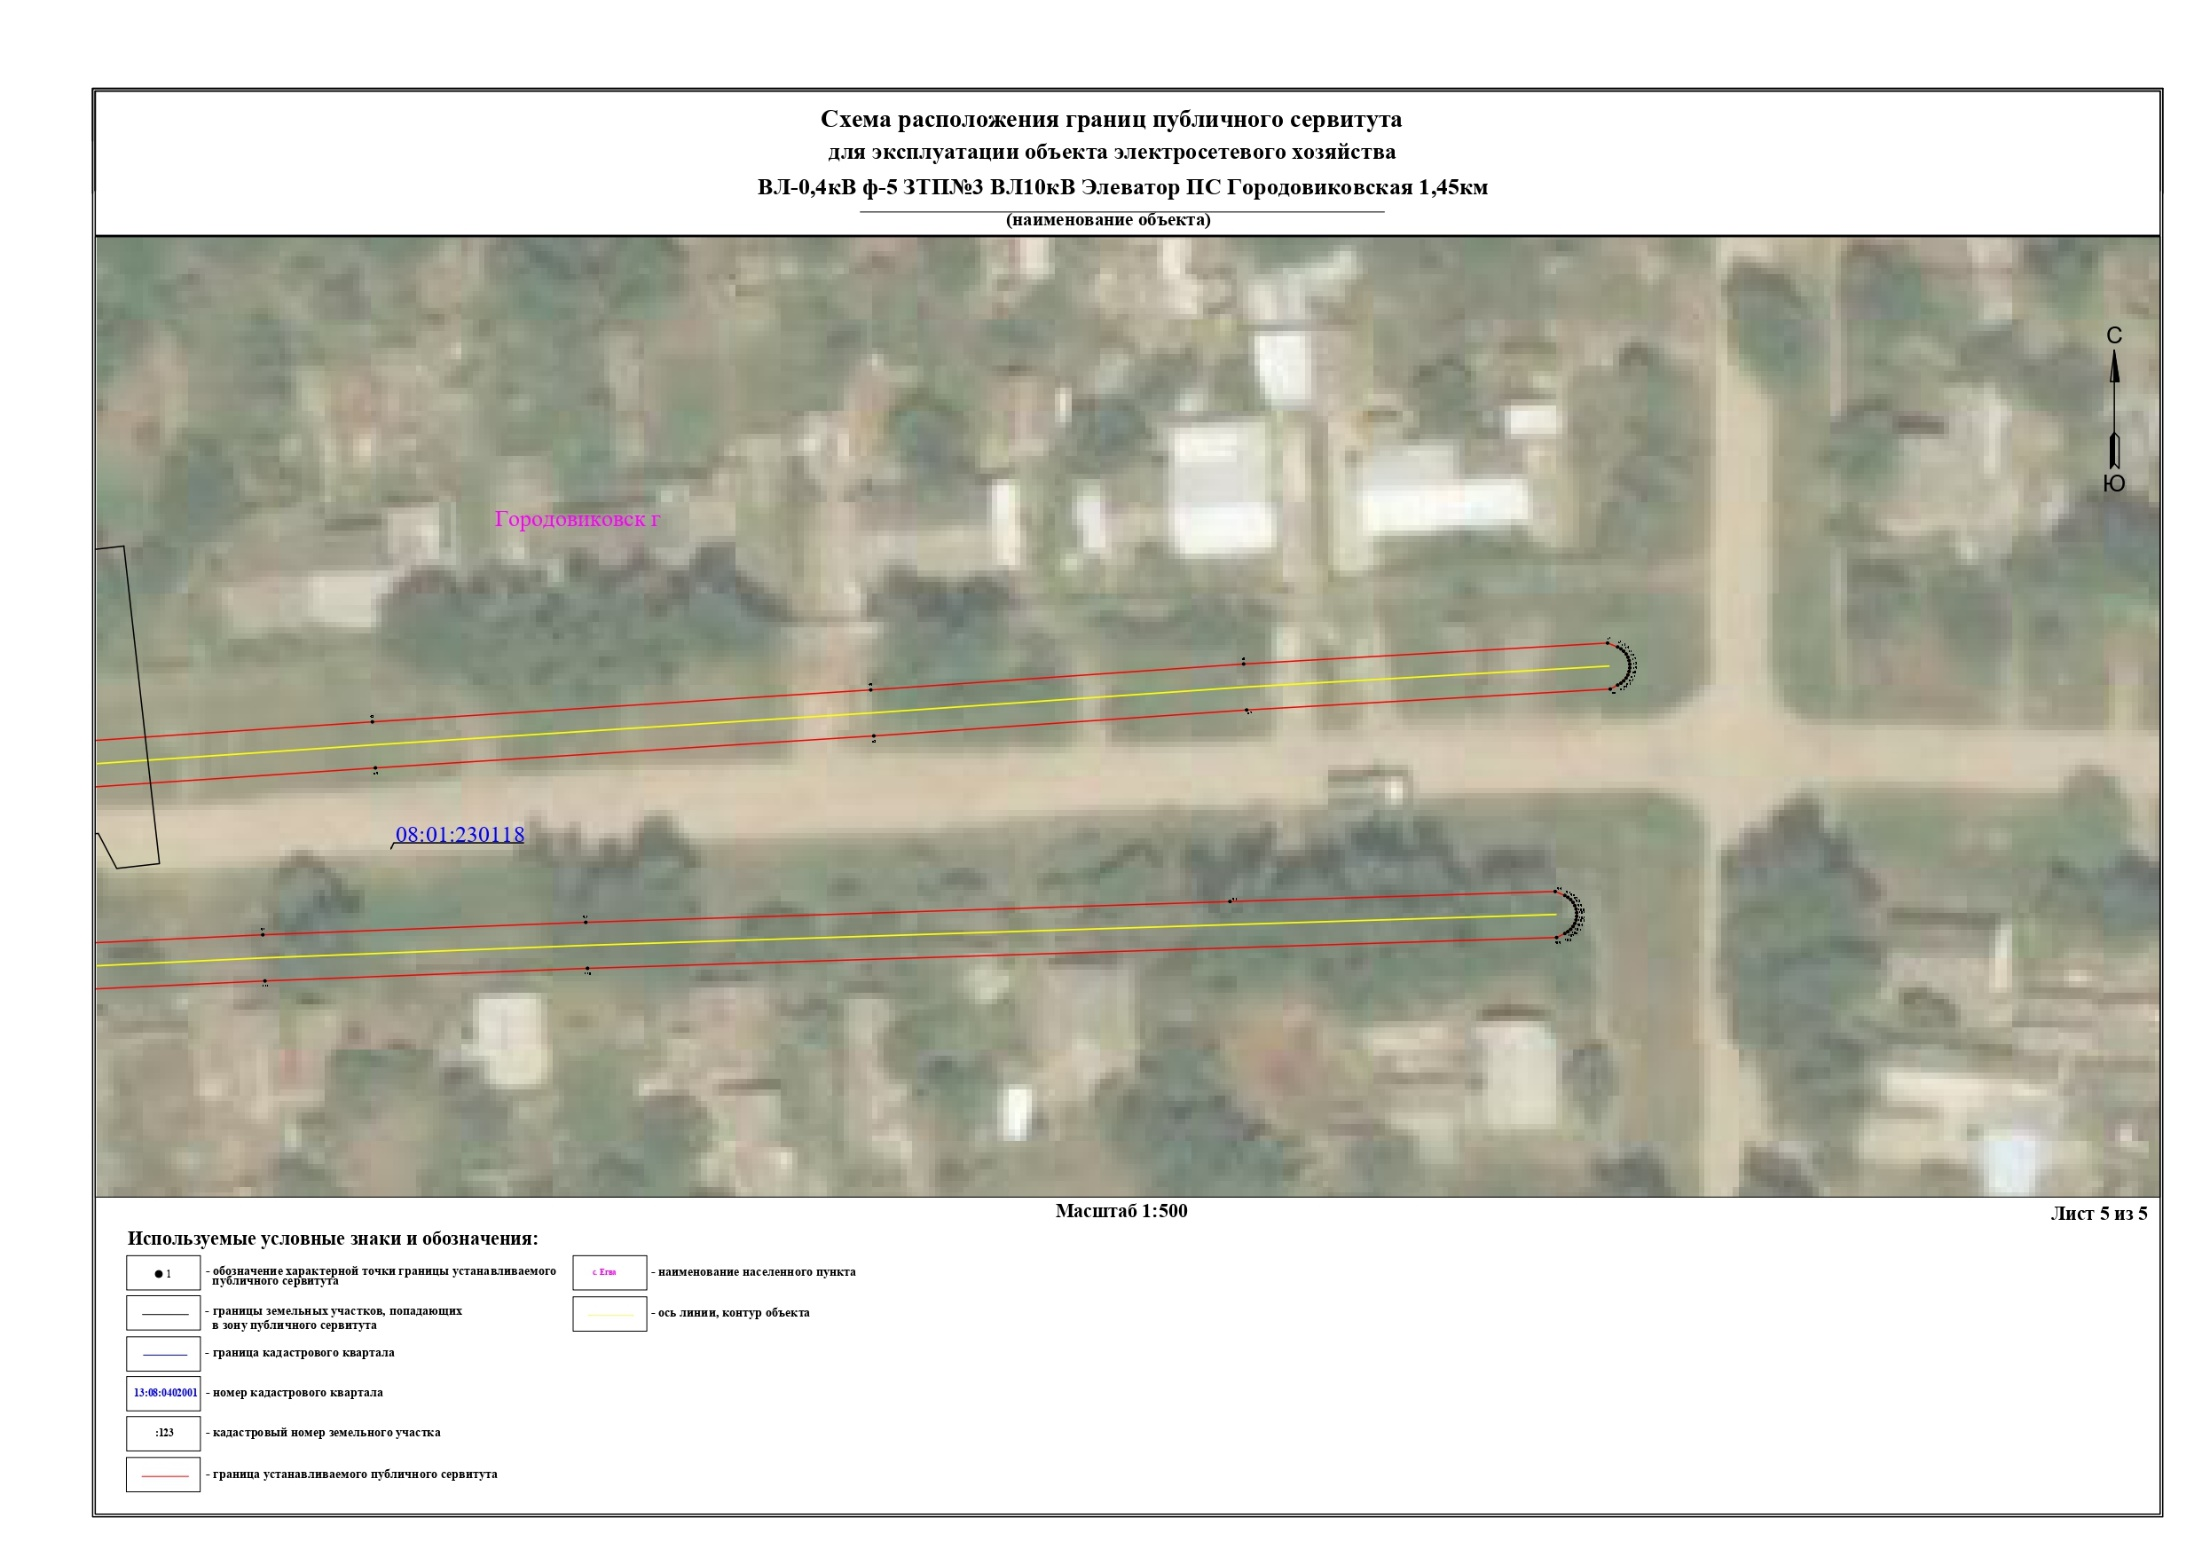 Схема расположения границ публичного сервитута
для эксплуатации объекта электросетевого хозяйства
ВЛ-0,4кВ ф-5 ЗТП№3 ВЛ10кВ Элеватор ПС Городовиковская 1,45км
(наименование объекта)
С
Ю
Городовиковск г
08:01:230118
Масштаб 1:500
Лист 5 из 5
Используемые условные знаки и обозначения:
1 - обозначение характерной точки границы устанавливаемого
публичного сервитута
- границы земельных участков, попадающих
в зону публичного сервитута
- граница кадастрового квартала
13:08:0402001 - номер кадастрового квартала
:123 - кадастровый номер земельного участка
- граница устанавливаемого публичного сервитута
с. Егва - наименование населенного пункта
- ось линии, контур объекта